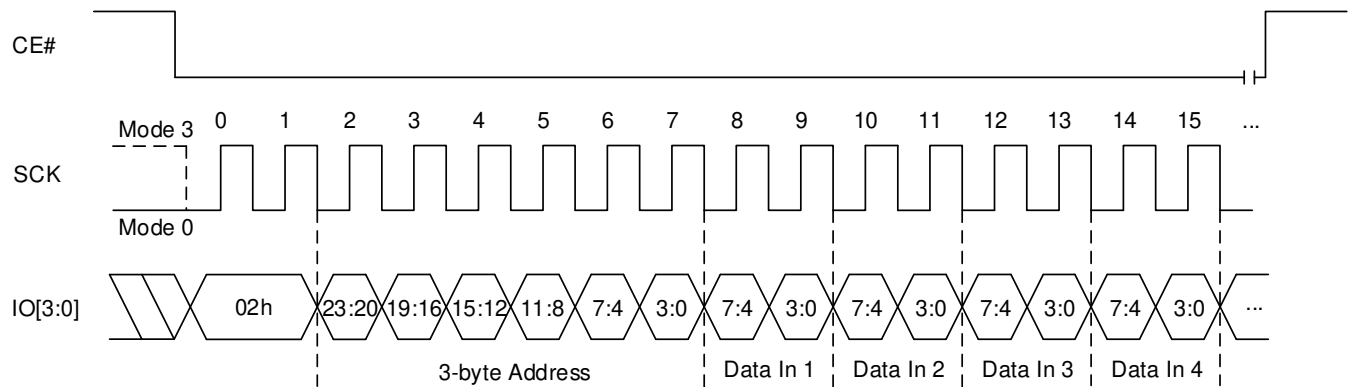 CE#
Mode 3 0 1 2 3 4 5 6 7 8 9 10 11 12 13 14 15 ...
SCK
Mode 0
IO[3:0] 02h 23:20 19:16 15:12 11:8 7:4 3:0 7:4 3:0 7:4 3:0 7:4 3:0 7:4 3:0 ...
3-byte Address Data In 1 Data In 2 Data In 3 Data In 4